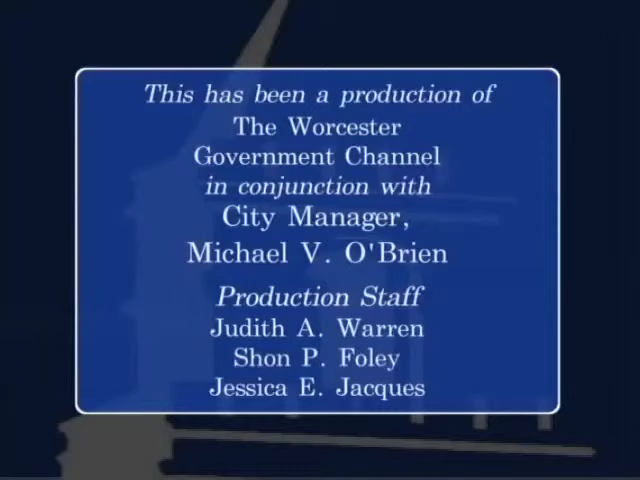 This has been a production of
The Worcester
Government Channel
in conjunction with
City Manager,
Michael V. O'Brien
Production Staff
Judith A. Warren
Shon P. Foley
Jessica E. Jacques